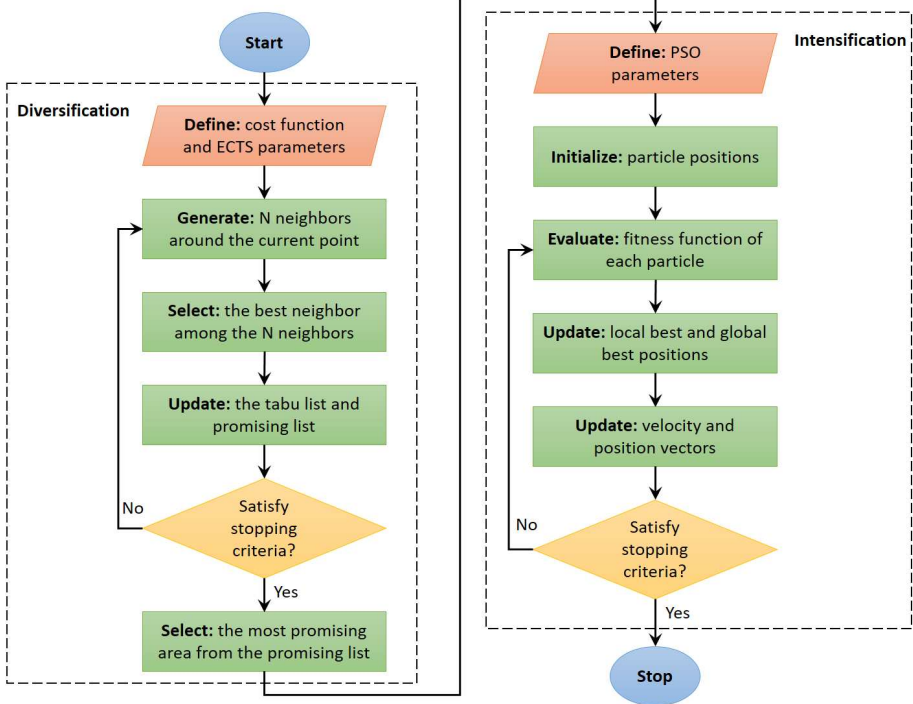 Start
Diversification
Define: cost function
and ECTS parameters
Generate: N neighbors
around the current point
Select: the best neighbor
among the N neighbors
Update: the tabu list and
promising list
Satisfy
stopping
criteria?
No
Yes
Select: the most promising
area from the promising list
Intensification
Define: PSO
parameters
Initialize: particle positions
Evaluate: fitness function of
each particle
Update: local best and global
best positions
Update: velocity and
position vectors
Satisfy
stopping
criteria?
No
Yes
Stop